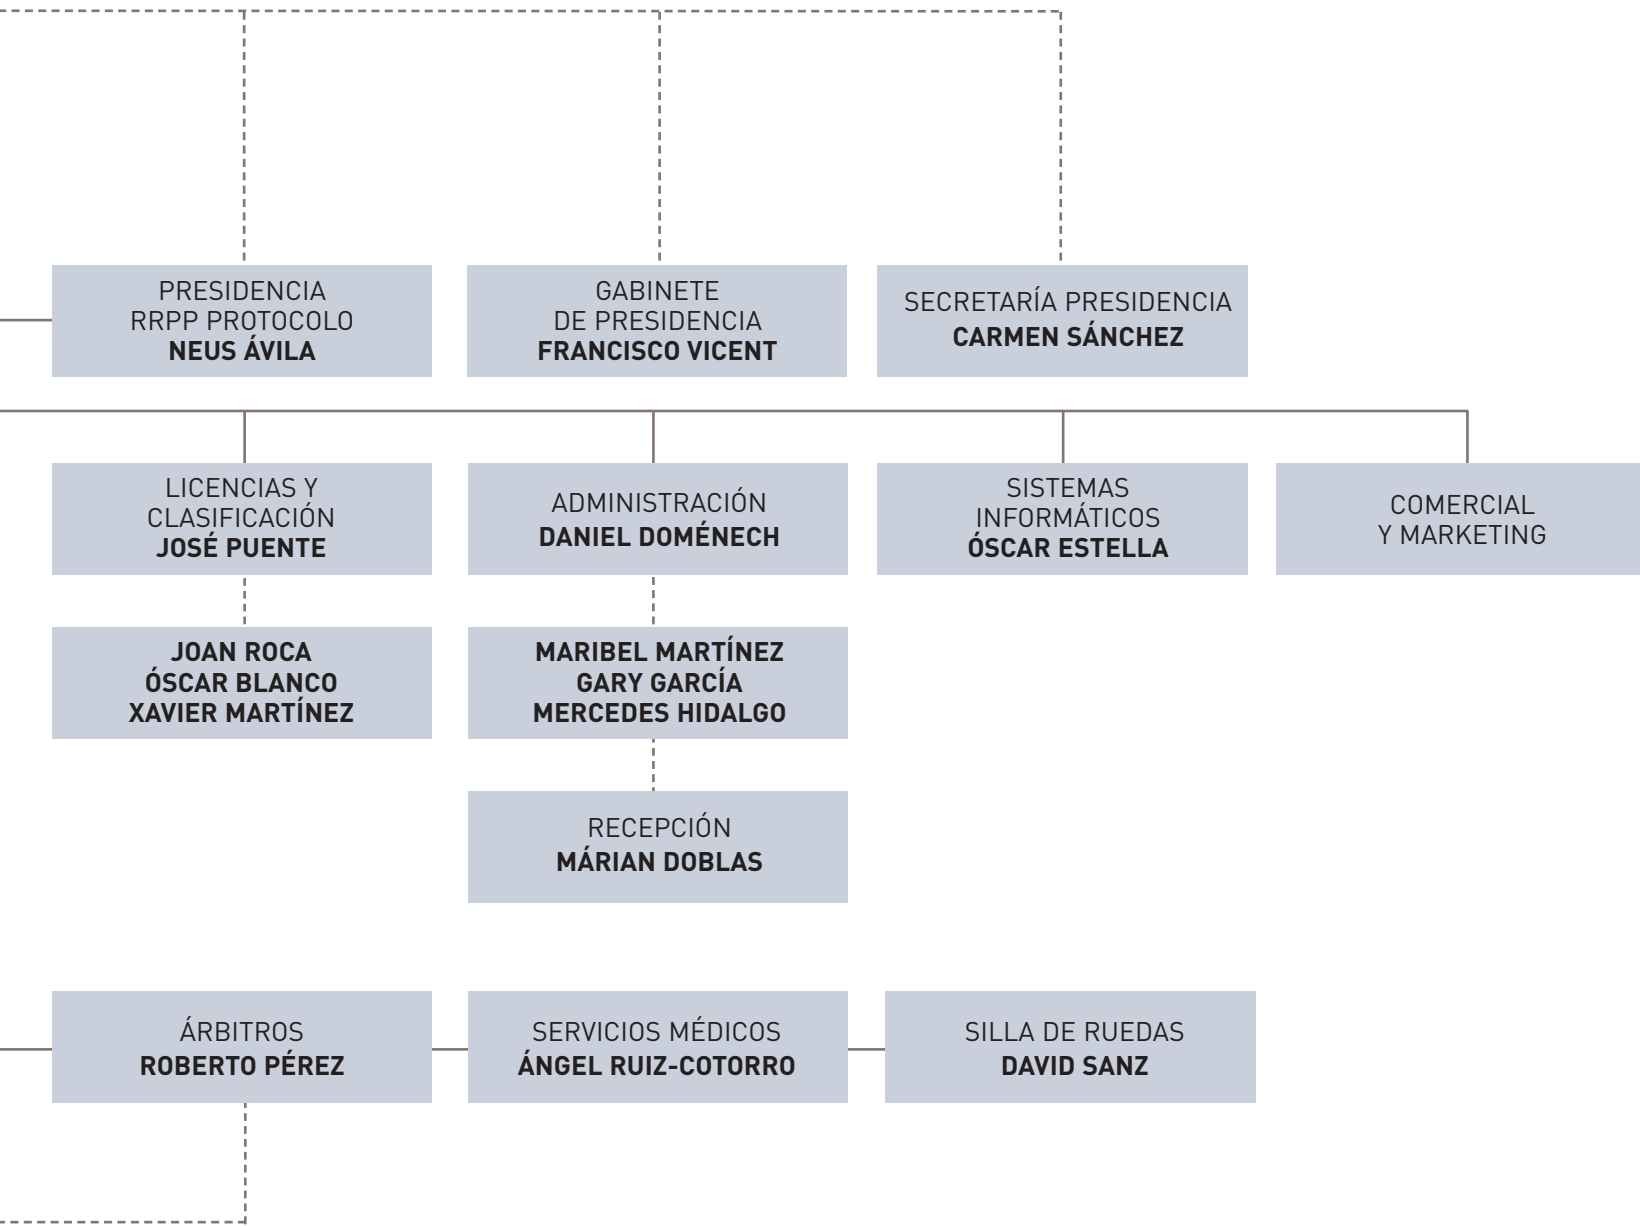 PRESIDENCIA
RRPP PROTOCOLO
NEUS ÁVILA
GABINETE
DE PRESIDENCIA
FRANCISCO VICENT
SECRETARÍA PRESIDENCIA
CARMEN SÁNCHEZ
LICENCIAS Y
CLASIFICACIÓN
JOSÉ PUENTE
ADMINISTRACIÓN
DANIEL DOMÉNECH
SISTEMAS
INFORMÁTICOS
ÓSCAR ESTELLA
COMERCIAL
Y MARKETING
JOAN ROCA
ÓSCAR BLANCO
XAVIER MARTÍNEZ
MARIBEL MARTÍNEZ
GARY GARCÍA
MERCEDES HIDALGO
RECEPCIÓN
MÁRIAN DOBLAS
ÁRBITROS
ROBERTO PÉREZ
SERVICIOS MÉDICOS
ÁNGEL RUIZ-COTORRO
SILLA DE RUEDAS
DAVID SANZ